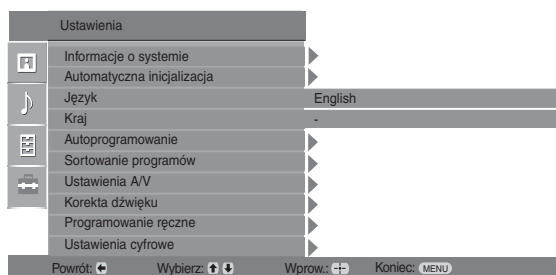 Ustawienia
Informacje o systemie
Automatyczna inicjalizacja
Język English
Kraj -
Autoprogramowanie
Sortowanie programów
Ustawienia A/V
Korekta dźwięku
Programowanie ręczne
Ustawienia cyfrowe
Powrót: Wybierz: Wprow.: Koniec: MENU